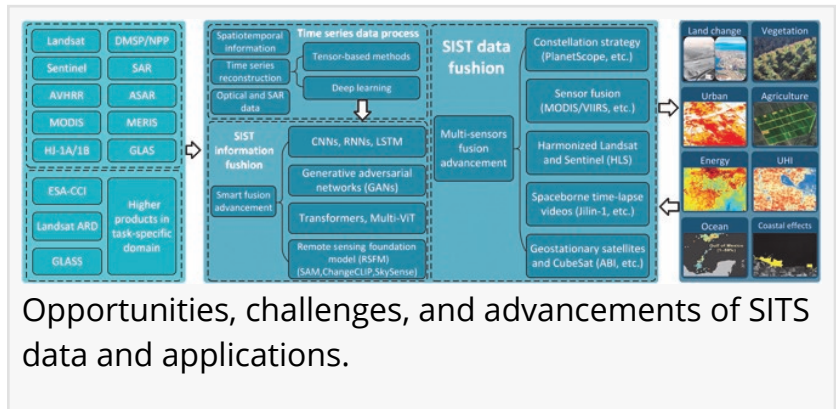 Landsat
DMSP/NPP
Sentinel
SAR
AVHRR
ASAR
MODIS
MERIS
HJ-1A/1B
GLAS
ESA-CCI
Landsat ARD
GLASS
Higher
products in
task-specific
domain
Spatiotemporal
information
Time series
reconstruction
Optical and SAR
data
Time series data process
Tensor-based methods
Deep learning
SIST
information
fushion
Smart fusion
advancement
CNNs, RNNs, LSTM
Generative adversarial
networks (GANs)
Transformers, Multi-ViT
Remote sensing foundation
model (RSFM)
(SAM,ChangeCLIP,SkySense)
SIST data
fushion
Multi-sensors
fusion
advancement
Constellation strategy
(PlanetScope, etc.)
Sensor fusion
(MODIS/VIIRS, etc.)
Harmonized Landsat
and Sentinel (HLS)
Spaceborne time-lapse
videos (Jilin-1, etc.)
Geostationary satellites
and CubeSat (ABI, etc.)
Land change
Vegetation
Urban
Agriculture
Energy
UHI
Ocean
Gulf of Mexico
Coastal effects
Opportunities, challenges, and advancements of SITS
data and applications.